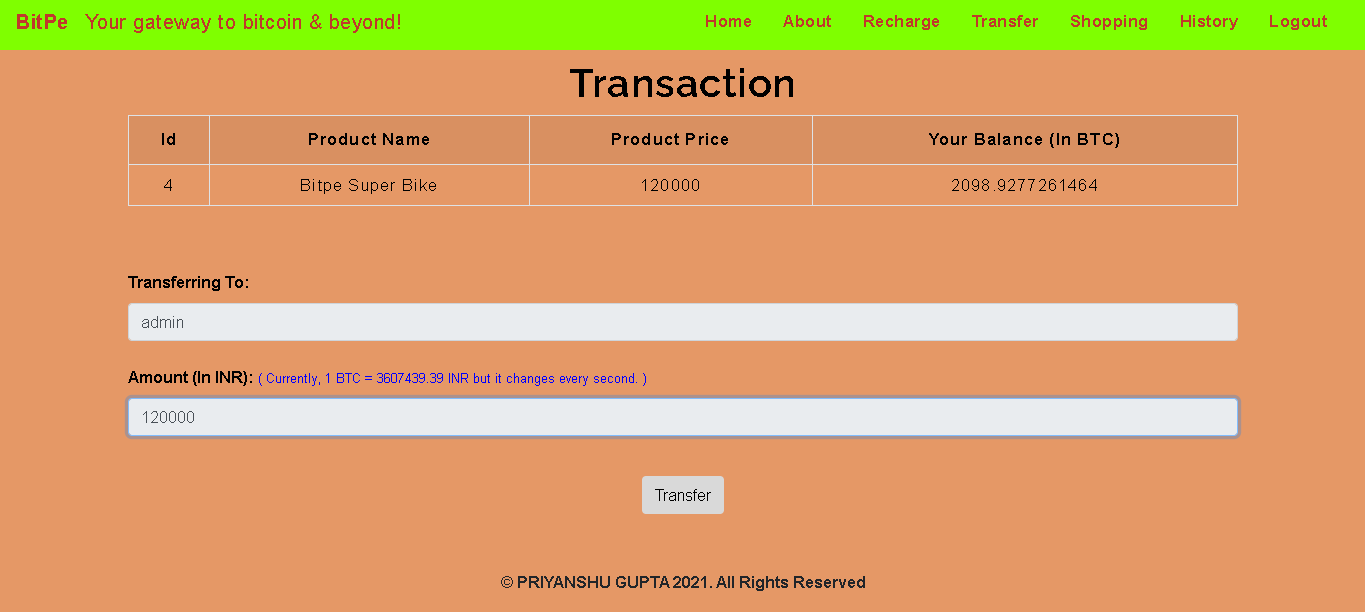 BitPe Your gateway to bitcoin & beyond! Home About Recharge Transfer Shopping History Logout
Transaction
Id Product Name Product Price Your Balance (In BTC)
4 Bitpe Super Bike 120000 2098.9277261464
Transferring To:
admin
Amount (In INR): ( Currently, 1 BTC = 3607439.39 INR but it changes every second. )
120000
Transfer
© PRIYANSHU GUPTA 2021. All Rights Reserved